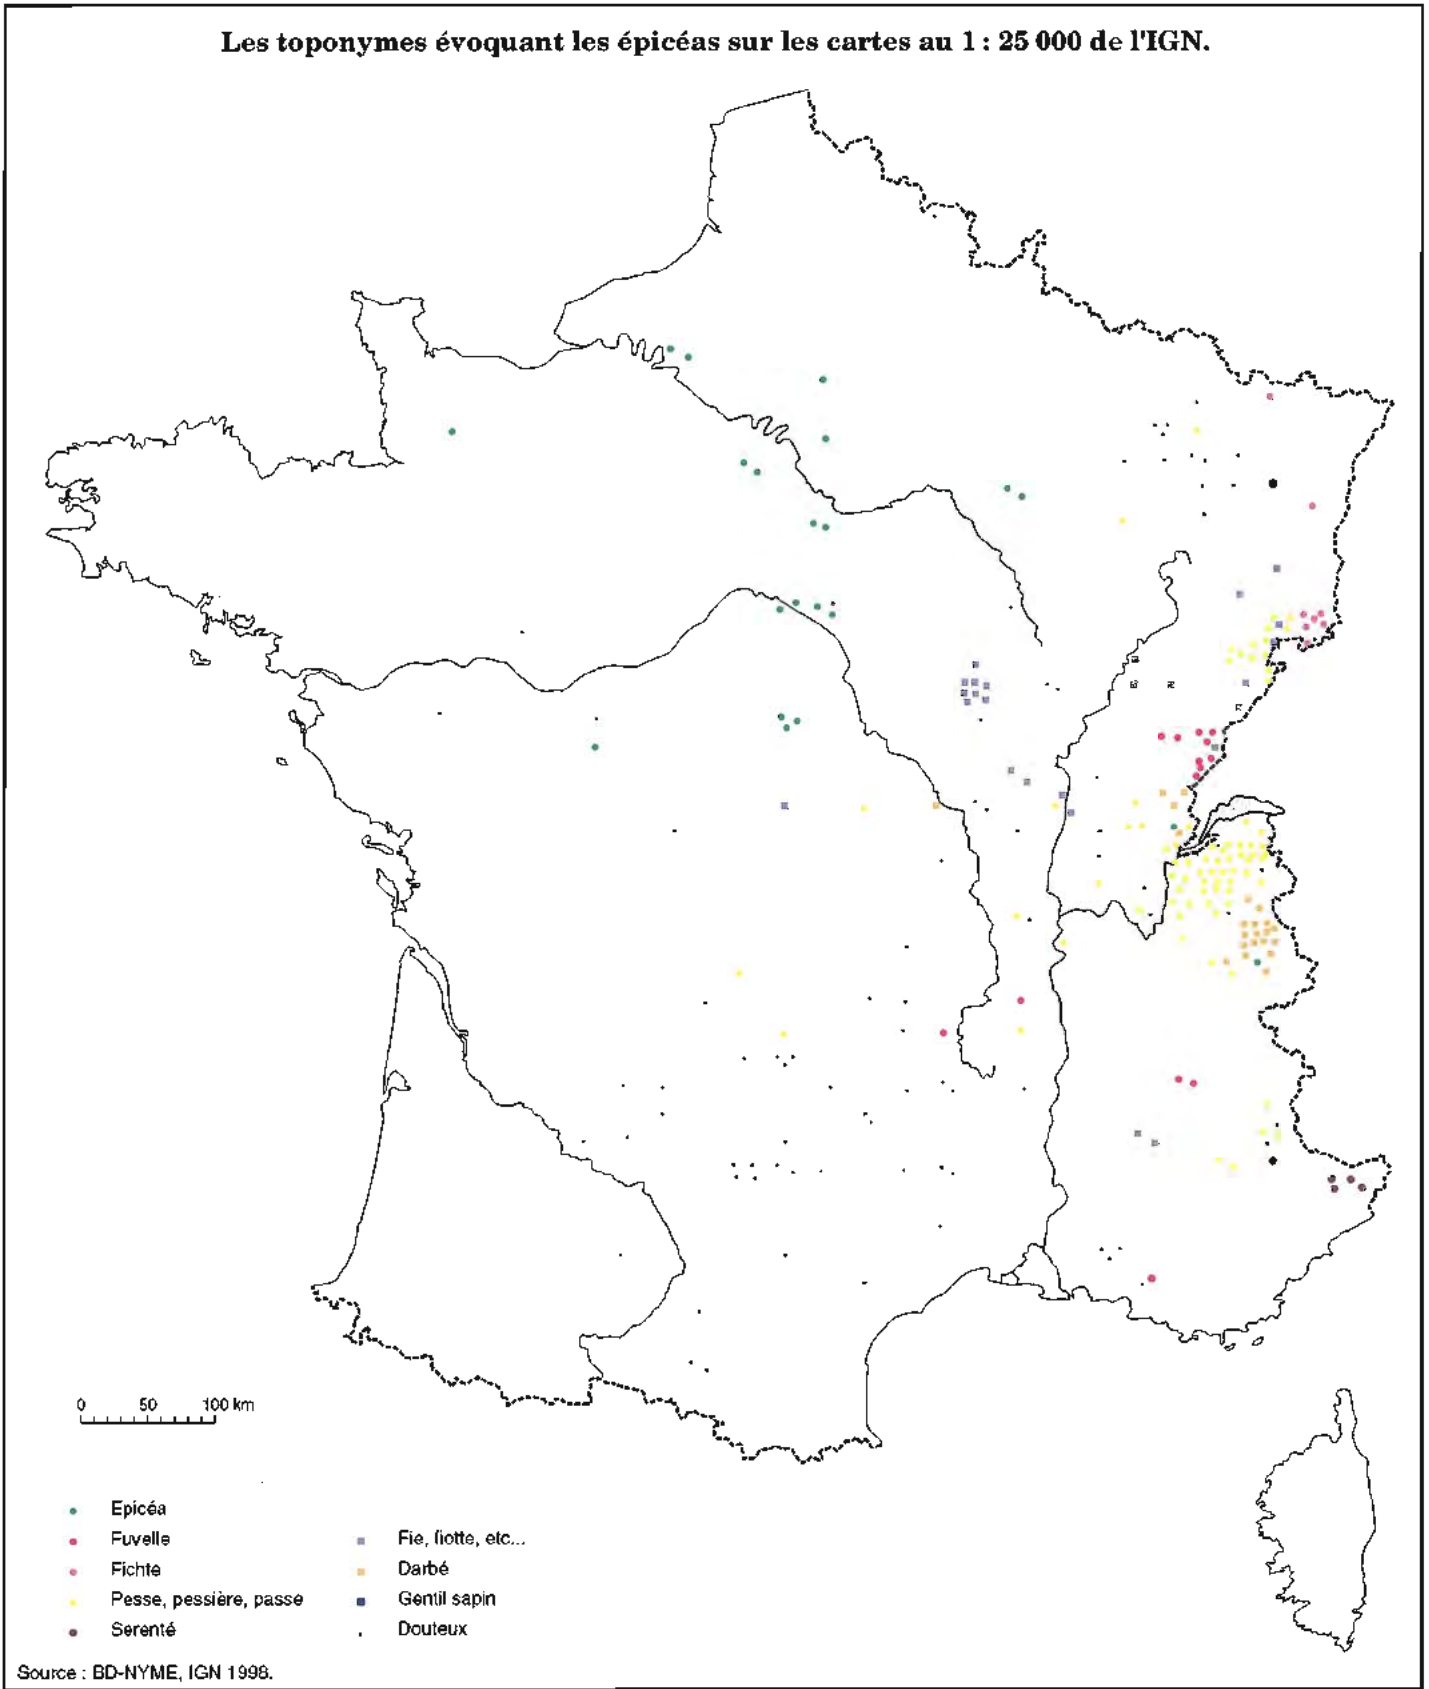 Les toponymes évoquant les épicéas sur les cartes au 1 : 25 000 de l'IGN.
0 50 100 km
Epicéa
Fuvelle
Fichte
Pesse, pessière, passe
Serenté
Fie, fiotte, etc...
Darbé
Gentil sapin
Douteux
Source : BD-NYME, IGN 1998.